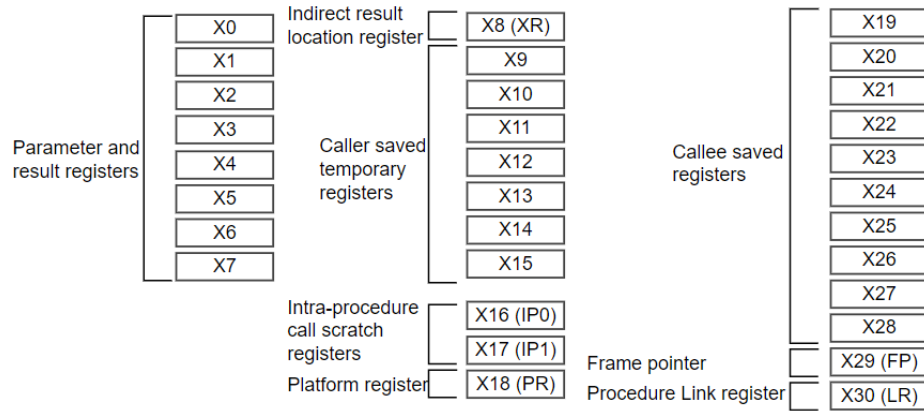 Parameter and
result registers
X0
X1
X2
X3
X4
X5
X6
X7
Indirect result
location register
X8 (XR)
Caller saved
temporary
registers
X9
X10
X11
X12
X13
X14
X15
Intra-procedure
call scratch
registers
X16 (IP0)
X17 (IP1)
Platform register
X18 (PR)
Callee saved
registers
X19
X20
X21
X22
X23
X24
X25
X26
X27
X28
Frame pointer
X29 (FP)
Procedure Link register
X30 (LR)